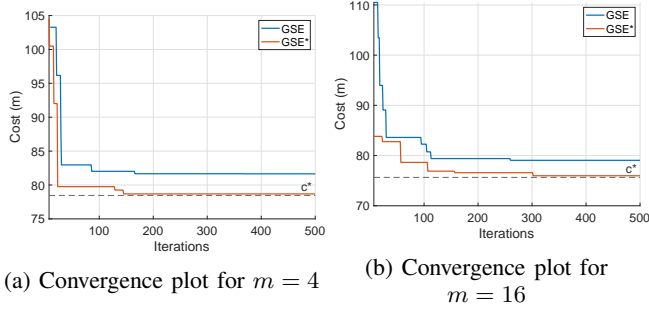 105
100
95
90
85
80
75
Cost (m)
GSE
GSE*
c*
100
200
300
400
500
Iterations
(a) Convergence plot for m = 4
110
100
90
80
70
Cost (m)
GSE
GSE*
c*
100
200
300
400
500
Iterations
(b) Convergence plot for
m = 16